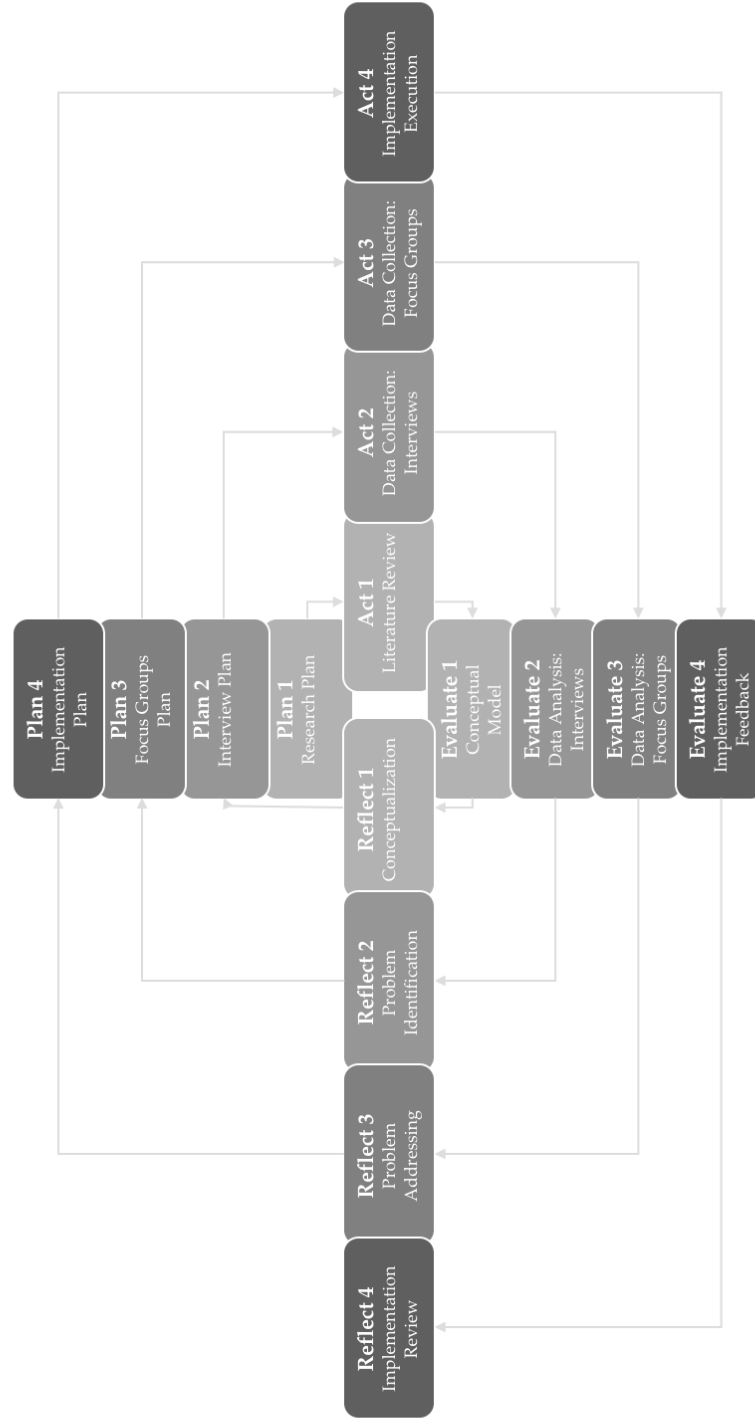 Plan 4
Implementation
Plan
Plan 3
Focus Groups
Plan
Plan 2
Interview Plan
Plan 1
Research Plan
Act 1
Literature Review
Act 2
Data Collection:
Interviews
Act 3
Data Collection:
Focus Groups
Act 4
Implementation
Execution
Evaluate 1
Conceptual
Model
Evaluate 2
Data Analysis:
Interviews
Evaluate 3
Data Analysis:
Focus Groups
Evaluate 4
Implementation
Feedback
Reflect 1
Conceptualization
Reflect 2
Problem
Identification
Reflect 3
Problem
Addressing
Reflect 4
Implementation
Review